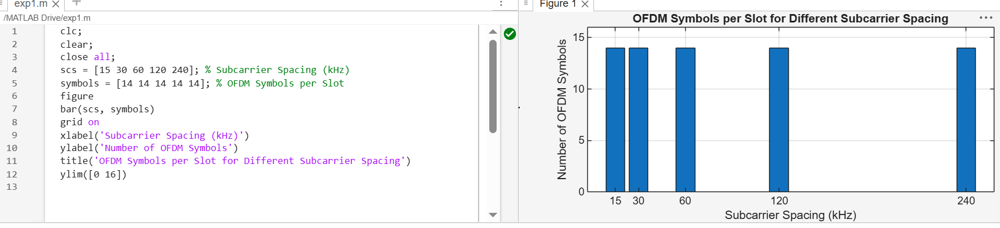 exp1.m
/MATLAB Drive/exp1.m
1 clc;
2 clear;
3 close all;
4 scs = [15 30 60 120 240]; % Subcarrier Spacing (kHz)
5 symbols = [14 14 14 14 14]; % OFDM Symbols per Slot
6 figure
7 bar(scs, symbols)
8 grid on
9 xlabel('Subcarrier Spacing (kHz)')
10 ylabel('Number of OFDM Symbols')
11 title('OFDM Symbols per Slot for Different Subcarrier Spacing')
12 ylim([0 16])
13
Figure 1
OFDM Symbols per Slot for Different Subcarrier Spacing
Number of OFDM Symbols
15
10
5
0
15 30 60 120 240
Subcarrier Spacing (kHz)